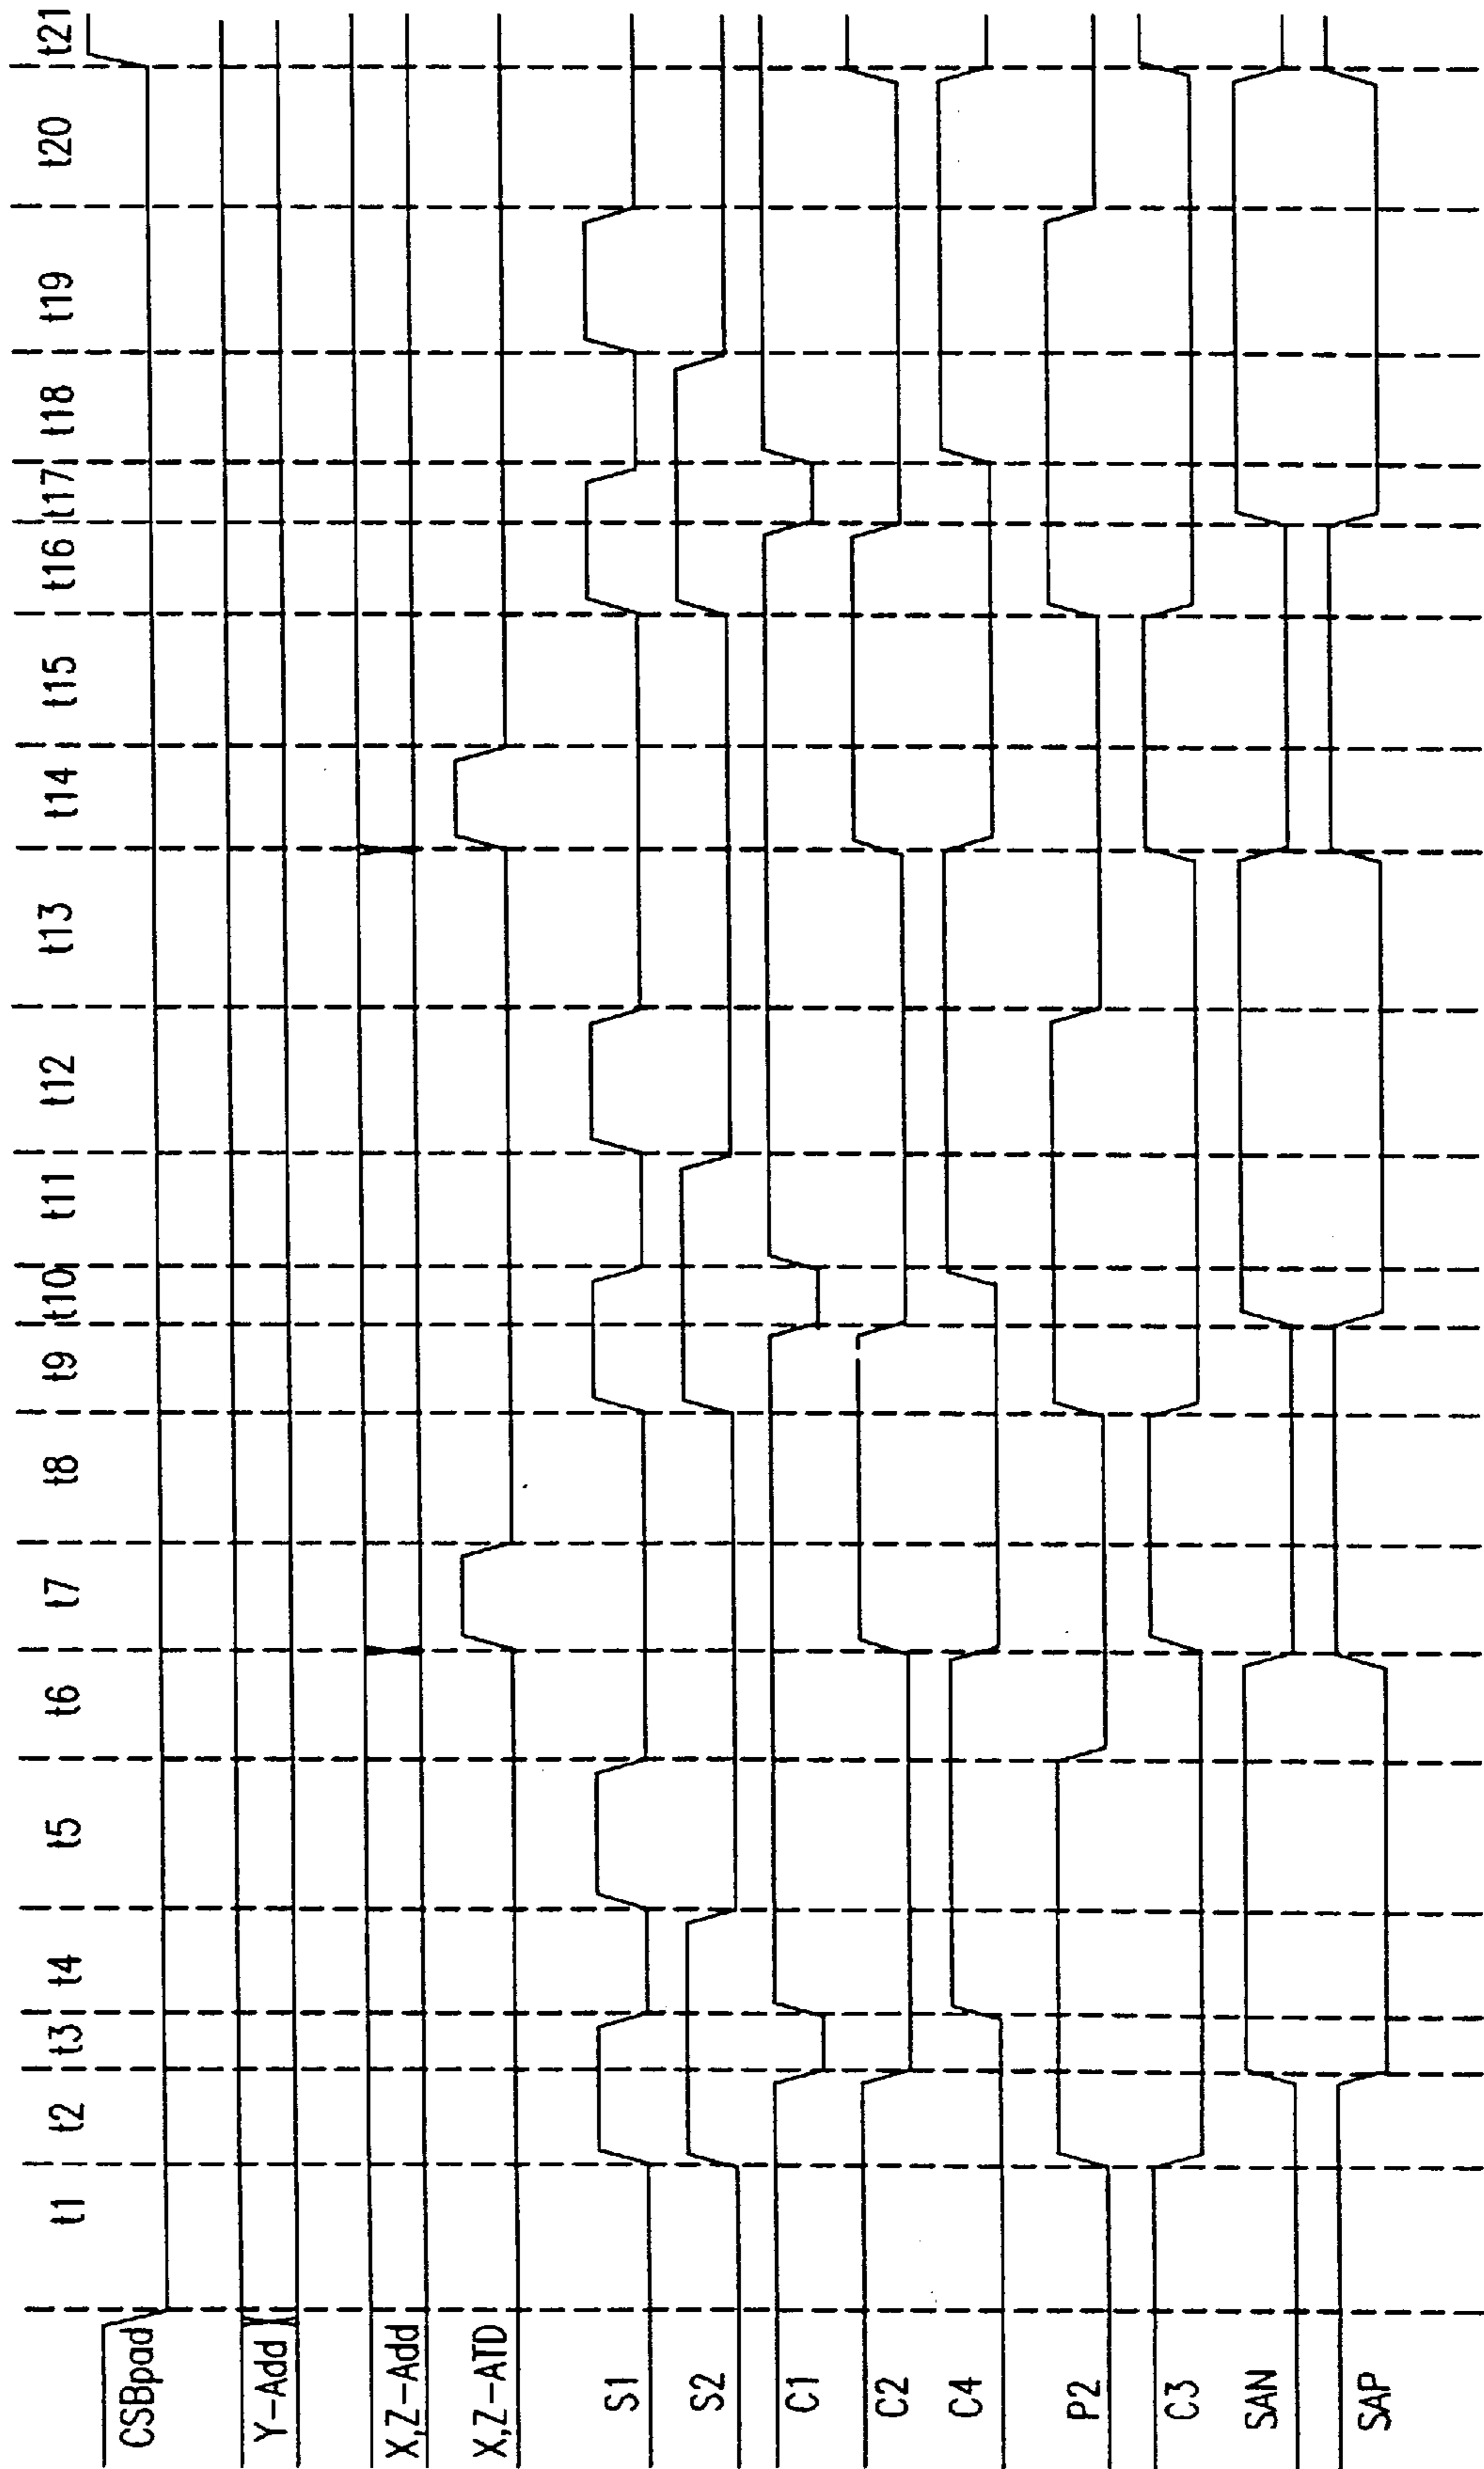 t1
t2
t3
t4
t5
t6
t7
t8
t9
t10
t11
t12
t13
t14
t15
t16
t17
t18
t19
t20
t21
CSBpad
Y-Add
X,Z-Add
X,Z-ATD
S1
S2
C1
C2
C4
P2
C3
SAN
SAP